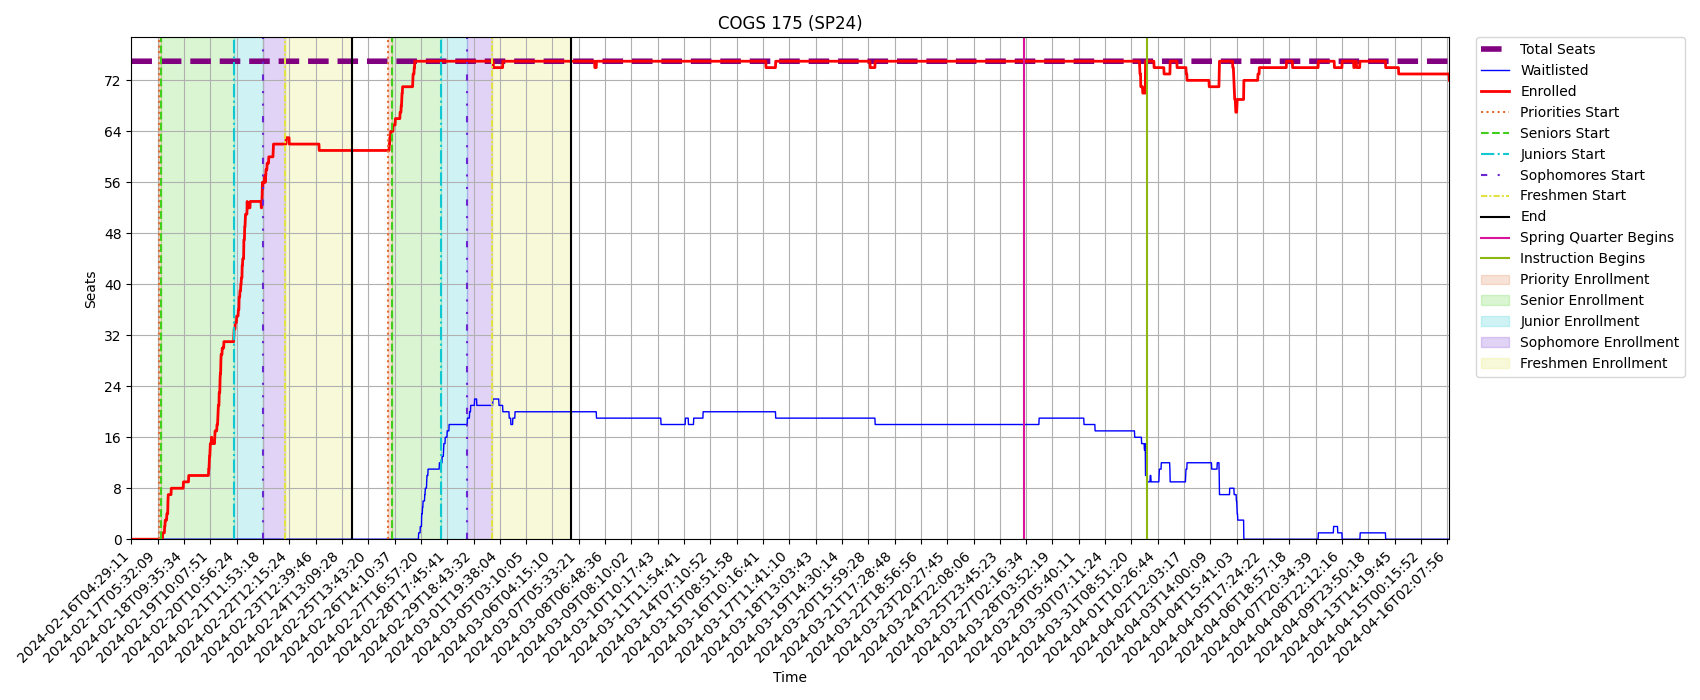 COGS 175 (SP24)
Seats
72
64
56
48
40
32
24
16
8
0
2024-02-16T04:29:11
2024-02-17T05:32:09
2024-02-18T09:35:34
2024-02-19T10:07:51
2024-02-20T10:56:24
2024-02-21T11:53:18
2024-02-22T12:15:24
2024-02-23T12:39:46
2024-02-24T13:09:28
2024-02-25T13:43:20
2024-02-26T14:10:37
2024-02-27T16:57:20
2024-02-28T17:45:41
2024-02-29T18:43:32
2024-03-01T19:38:04
2024-03-05T03:10:05
2024-03-06T04:15:10
2024-03-07T05:33:21
2024-03-08T06:48:36
2024-03-09T08:10:02
2024-03-10T10:17:43
2024-03-11T11:54:41
2024-03-14T07:10:52
2024-03-15T08:51:58
2024-03-16T10:16:41
2024-03-17T11:41:10
2024-03-18T13:03:43
2024-03-19T14:30:14
2024-03-20T15:59:28
2024-03-21T17:28:48
2024-03-22T18:56:56
2024-03-23T20:27:45
2024-03-24T22:08:06
2024-03-25T23:45:23
2024-03-27T02:16:34
2024-03-28T03:52:19
2024-03-29T05:40:11
2024-03-30T07:11:24
2024-03-31T08:51:20
2024-04-01T10:26:44
2024-04-02T12:03:17
2024-04-03T14:00:09
2024-04-04T15:41:03
2024-04-05T17:24:22
2024-04-06T18:57:18
2024-04-07T20:34:39
2024-04-08T22:12:16
2024-04-09T23:50:18
2024-04-13T14:19:45
2024-04-15T00:15:52
2024-04-16T02:07:56
Time
Total Seats
Waitlisted
Enrolled
Priorities Start
Seniors Start
Juniors Start
Sophomores Start
Freshmen Start
End
Spring Quarter Begins
Instruction Begins
Priority Enrollment
Senior Enrollment
Junior Enrollment
Sophomore Enrollment
Freshmen Enrollment